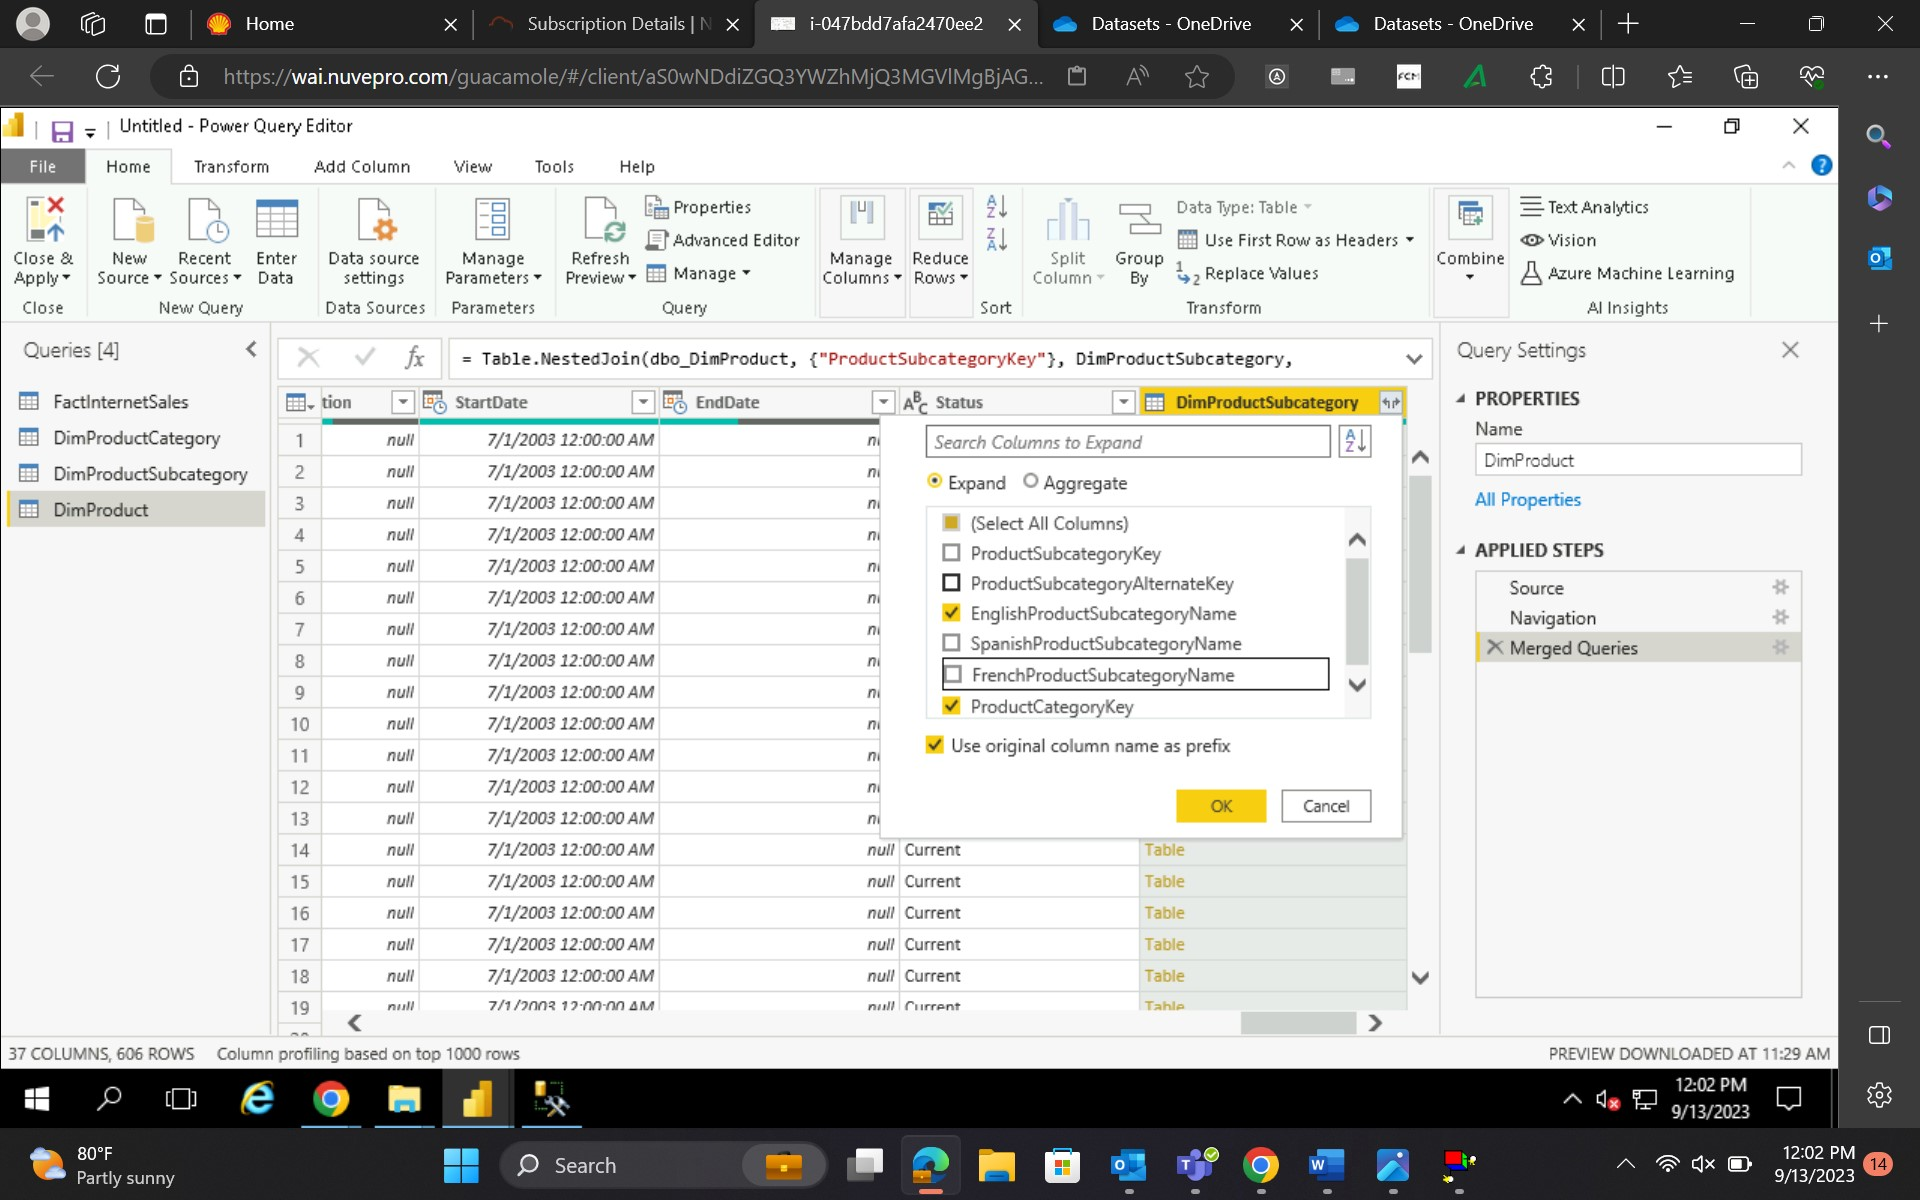 Home
Subscription Details | N
i-047bdd7afa2470ee2
Datasets - OneDrive
Datasets - OneDrive
https://wai.nuvepro.com/guacamole/#/client/aS0wNDdiZGQ3YWZhMjQ3MGVlMgBjAG...
Untitled - Power Query Editor
File Home Transform Add Column View Tools Help
Close & Apply
New Source
Recent Sources
Enter Data
Data source settings
Manage Parameters
Refresh Preview
Properties
Advanced Editor
Manage
Manage Columns
Reduce Rows
Split Column
Group By
Data Type: Table
Use First Row as Headers
Replace Values
Combine
Text Analytics
Vision
Azure Machine Learning
Close New Query Data Sources Parameters Query Sort Transform AI Insights
Queries [4]
FactInternetSales
DimProductCategory
DimProductSubcategory
DimProduct
= Table.NestedJoin(dbo_DimProduct, {"ProductSubcategoryKey"}, DimProductSubcategory,
tion StartDate EndDate Status DimProductSubcategory
1 null 7/1/2003 12:00:00 AM
2 null 7/1/2003 12:00:00 AM
3 null 7/1/2003 12:00:00 AM
4 null 7/1/2003 12:00:00 AM
5 null 7/1/2003 12:00:00 AM
6 null 7/1/2003 12:00:00 AM
7 null 7/1/2003 12:00:00 AM
8 null 7/1/2003 12:00:00 AM
9 null 7/1/2003 12:00:00 AM
10 null 7/1/2003 12:00:00 AM
11 null 7/1/2003 12:00:00 AM
12 null 7/1/2003 12:00:00 AM
13 null 7/1/2003 12:00:00 AM
14 null 7/1/2003 12:00:00 AM null Current Table
15 null 7/1/2003 12:00:00 AM null Current Table
16 null 7/1/2003 12:00:00 AM null Current Table
17 null 7/1/2003 12:00:00 AM null Current Table
18 null 7/1/2003 12:00:00 AM null Current Table
19 null 7/1/2003 12:00:00 AM null Current Table
Search Columns to Expand
Expand Aggregate
(Select All Columns)
ProductSubcategoryKey
ProductSubcategoryAlternateKey
EnglishProductSubcategoryName
SpanishProductSubcategoryName
FrenchProductSubcategoryName
ProductCategoryKey
Use original column name as prefix
OK Cancel
Query Settings
PROPERTIES
Name
DimProduct
All Properties
APPLIED STEPS
Source
Navigation
Merged Queries
37 COLUMNS, 606 ROWS Column profiling based on top 1000 rows
PREVIEW DOWNLOADED AT 11:29 AM
12:02 PM
9/13/2023
80°F
Partly sunny
Search
12:02 PM
9/13/2023
14